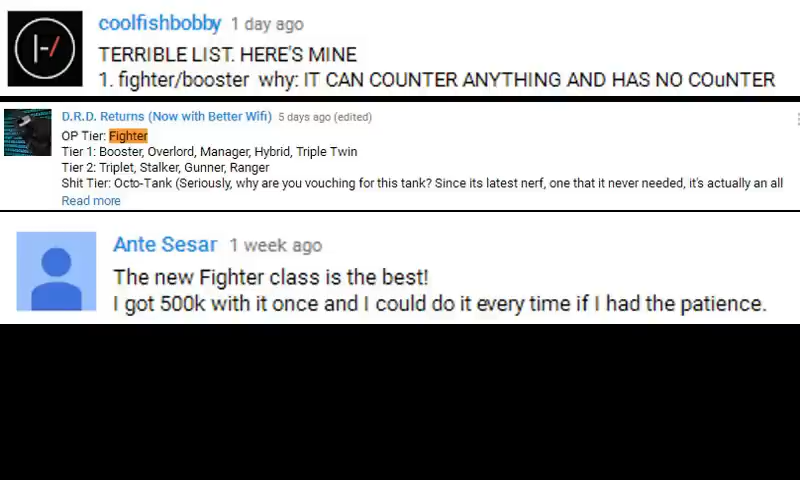 coolfishbobby 1 day ago
TERRIBLE LIST. HERE'S MINE
1. fighter/booster why: IT CAN COUNTER ANYTHING AND HAS NO COuNTER
D.R.D. Returns (Now with Better Wifi) 5 days ago (edited)
OP Tier: Fighter
Tier 1: Booster, Overlord, Manager, Hybrid, Triple Twin
Tier 2: Triplet, Stalker, Gunner, Ranger
Shit Tier: Octo-Tank (Seriously, why are you vouching for this tank? Since its latest nerf, one that it never needed, it's actually an all
Read more
Ante Sesar 1 week ago
The new Fighter class is the best!
I got 500k with it once and I could do it every time if I had the patience.